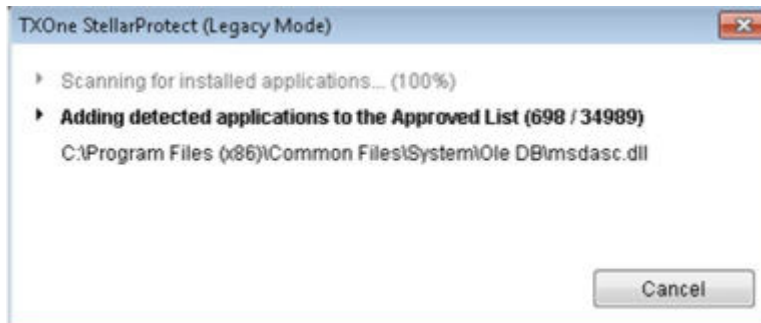 TXOne StellarProtect (Legacy Mode)
Scanning for installed applications... (100%)
Adding detected applications to the Approved List (698 / 34989)
C:\Program Files (x86)\Common Files\System\Ole DB\msdasc.dll
Cancel